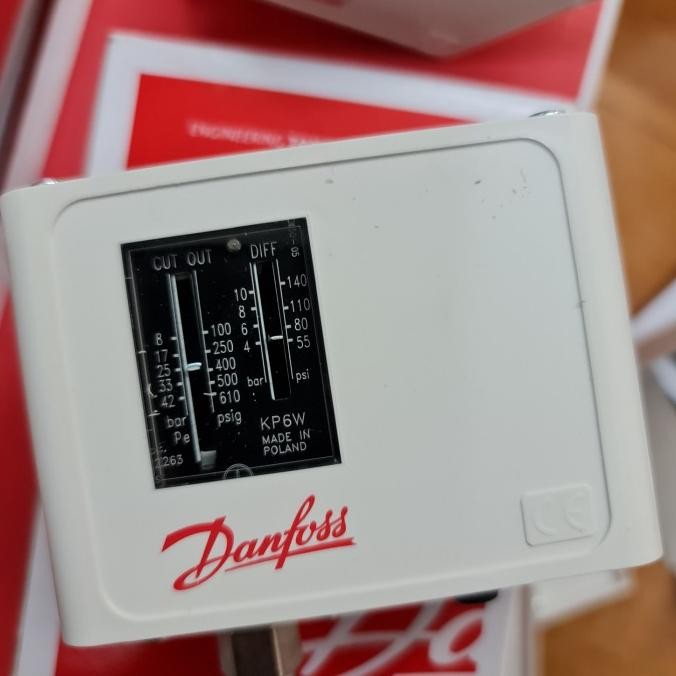 CUT OUT
DIFF
8
17
25
33
42
bar
Pe
100
250
400
500
610
psig
10
8
6
4
bar
140
110
80
55
psi
KP6W
MADE IN
POLAND
Danfoss
CE